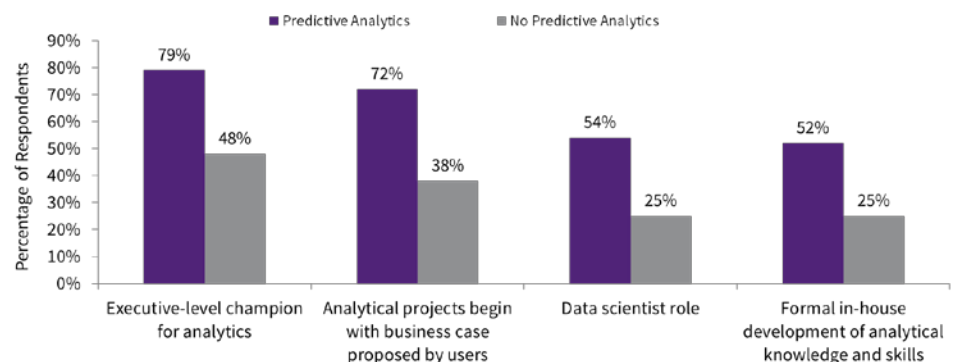 Predictive Analytics
No Predictive Analytics
Percentage of Respondents
90%
80%
70%
60%
50%
40%
30%
20%
10%
0%
79%
48%
72%
38%
54%
25%
52%
25%
Executive-level champion
for analytics
Analytical projects begin
with business case
proposed by users
Data scientist role
Formal in-house
development of analytical
knowledge and skills